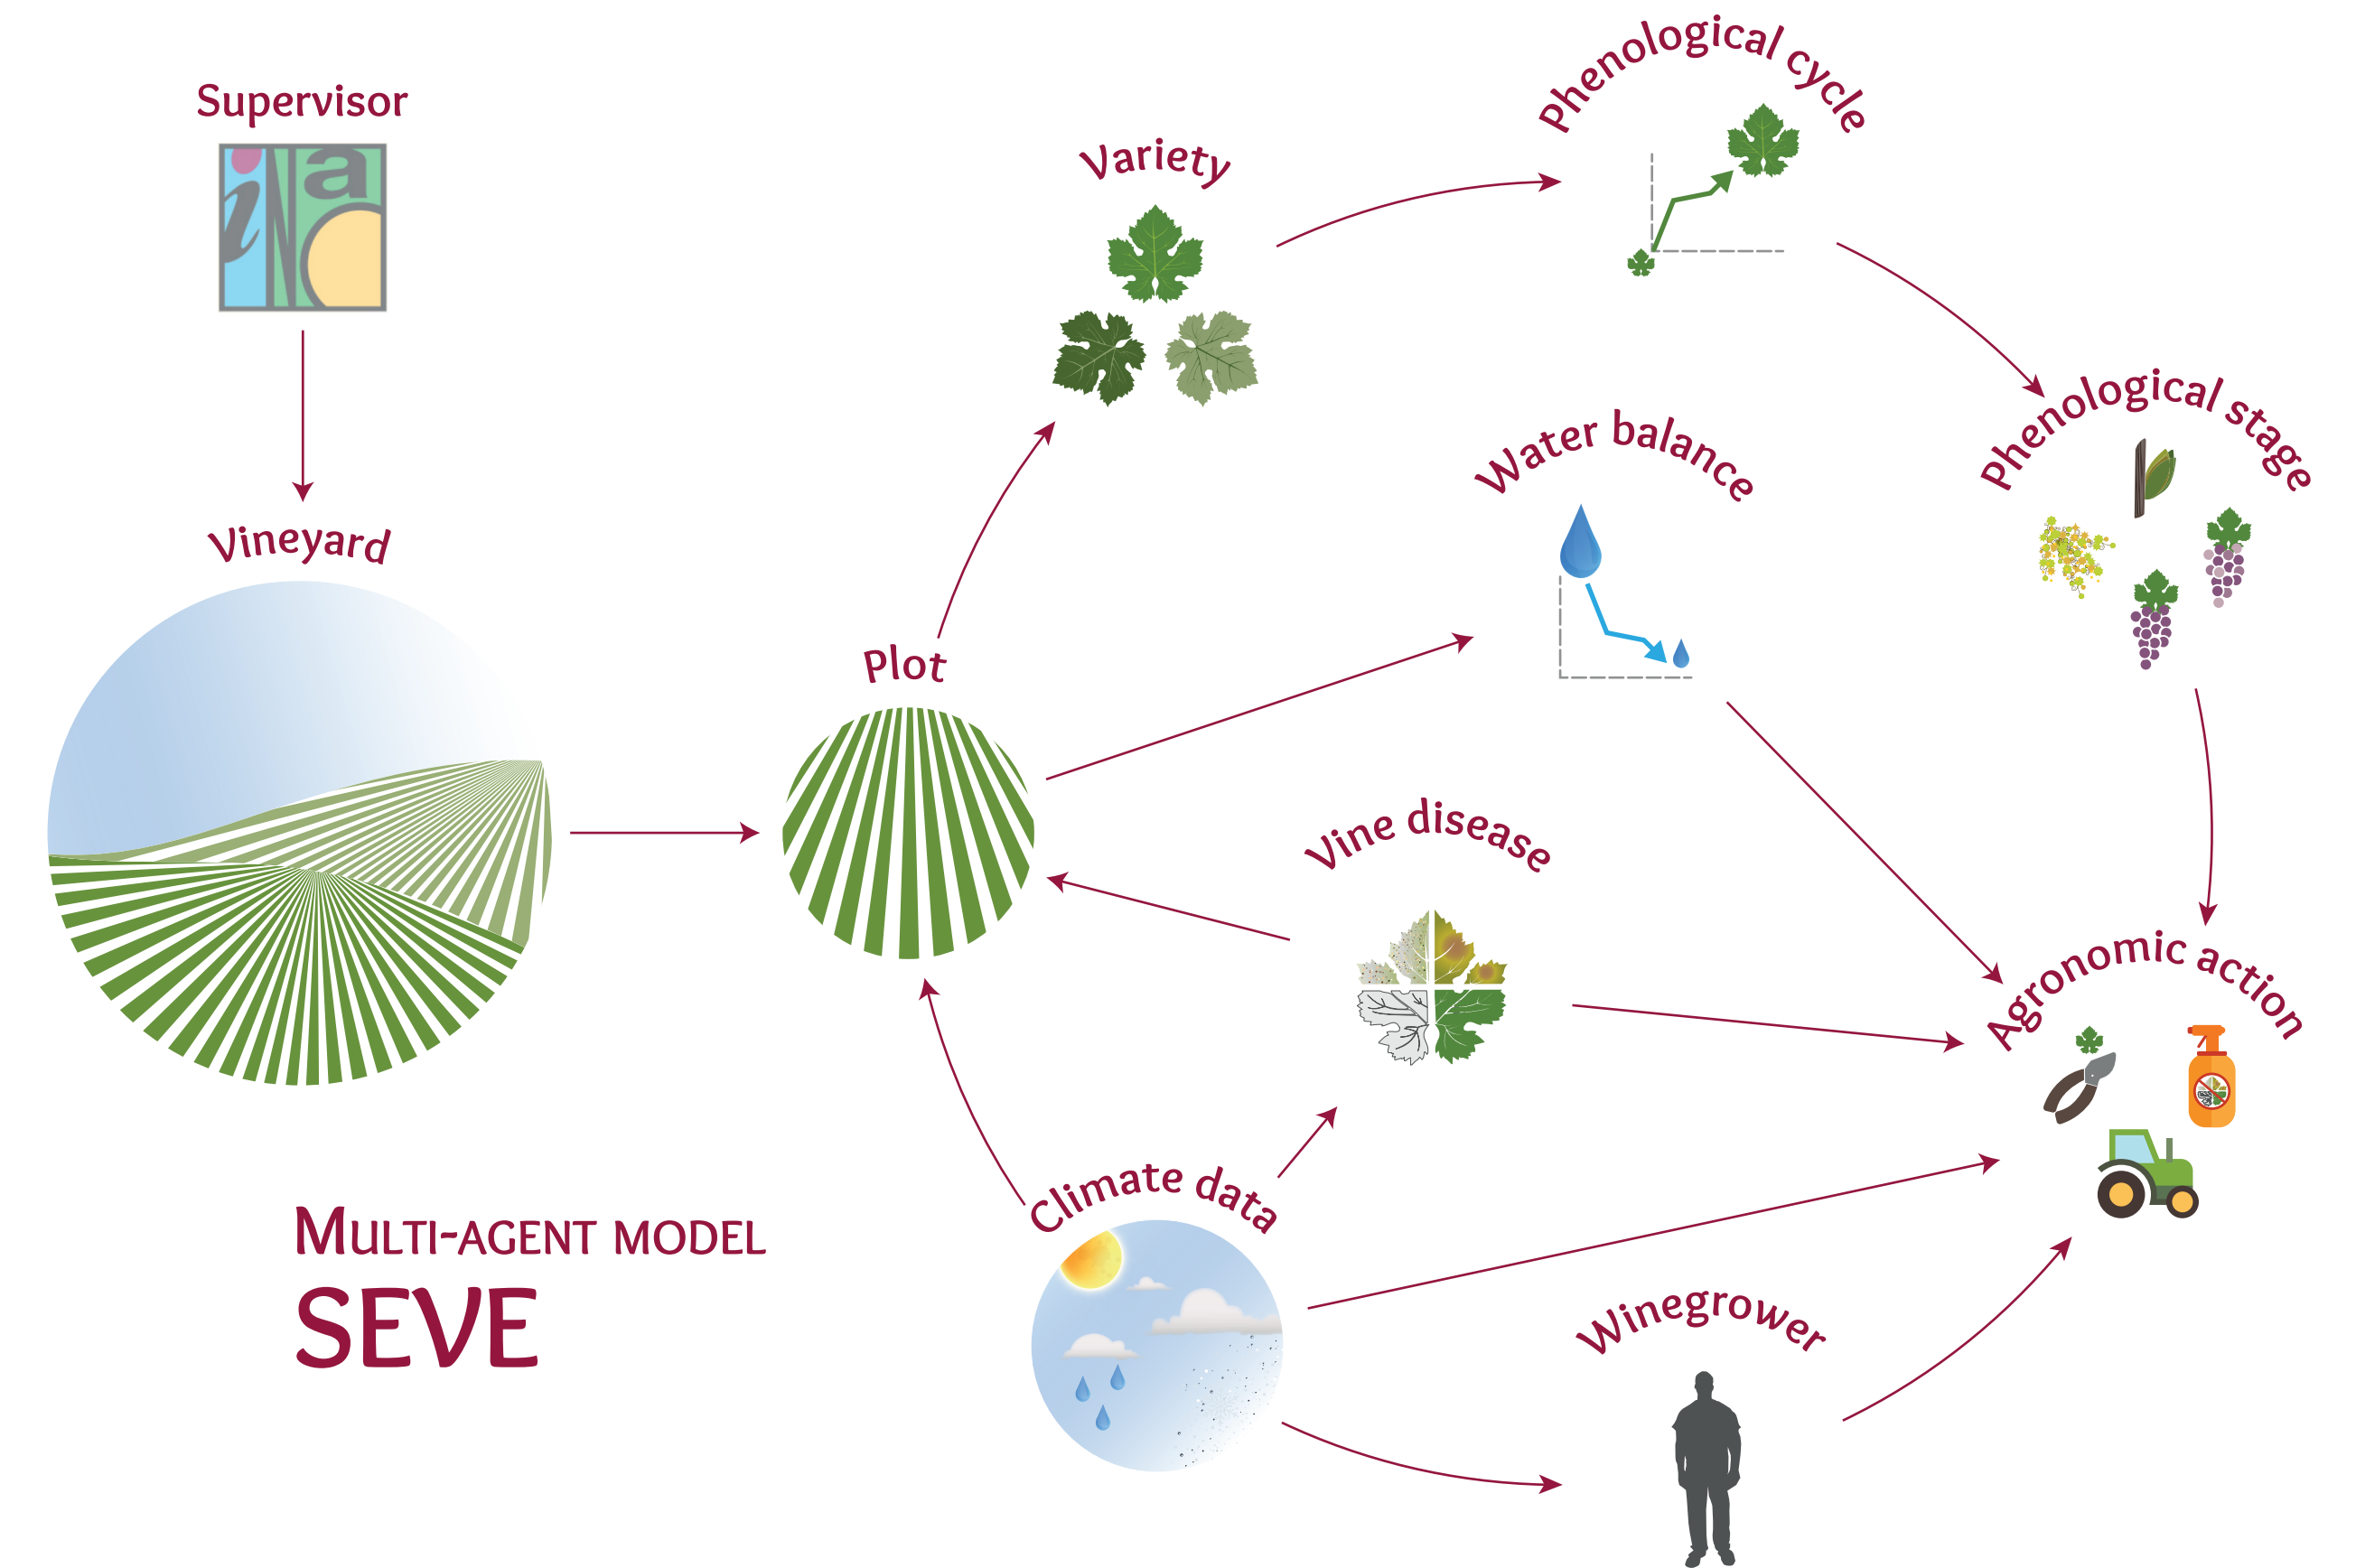 Supervisor
iNaO
Vineyard
Plot
Variety
Phenological cycle
Water balance
Phenological stage
Vine disease
Agronomic action
Climate data
Winegrower
MULTI-AGENT MODEL
SEVE